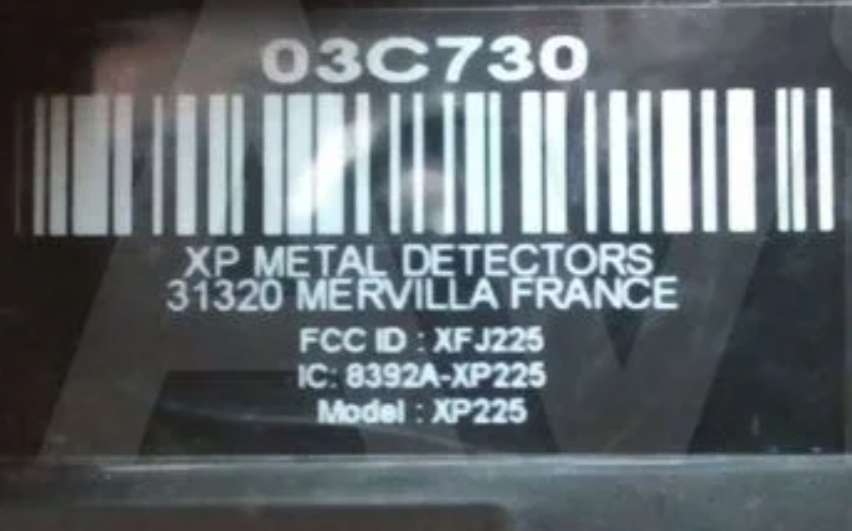 03C730
XP METAL DETECTORS
31320 MERVILLA FRANCE
FCC ID : XFJ225
IC: 8392A-XP225
Model : XP225